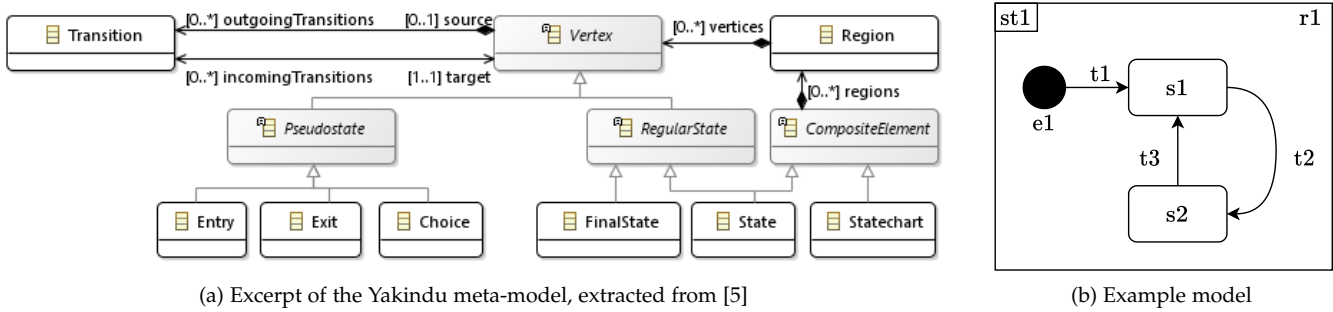 [0..*] outgoingTransitions [0..1] source
Transition
Vertex
[0..*] vertices
Region
[0..*] incomingTransitions [1..1] target
[0..*] regions
Pseudostate
RegularState
CompositeElement
Entry
Exit
Choice
FinalState
State
Statechart
(a) Excerpt of the Yakindu meta-model, extracted from [5]
st1
r1
t1
s1
e1
t3
t2
s2
(b) Example model